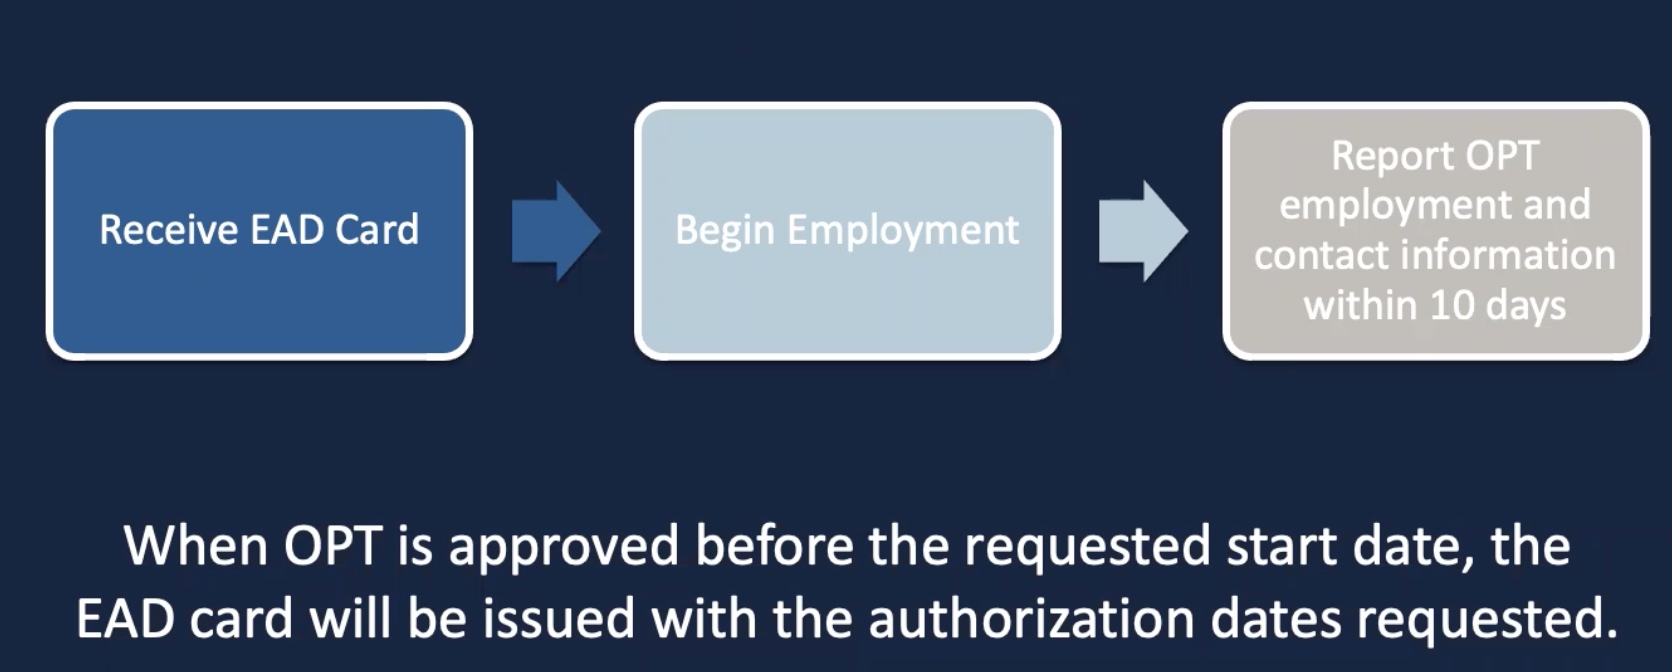 Receive EAD Card
Begin Employment
Report OPT
employment and
contact information
within 10 days
When OPT is approved before the requested start date, the
EAD card will be issued with the authorization dates requested.